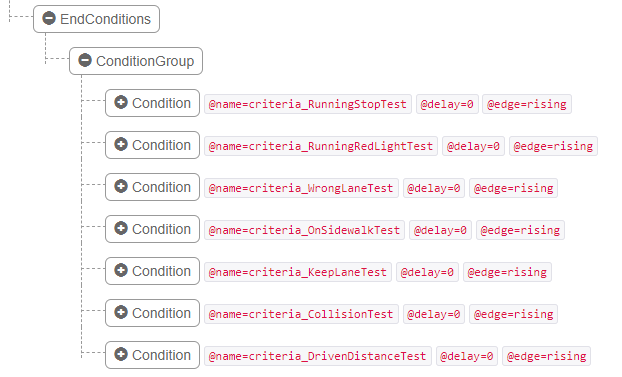 EndConditions
ConditionGroup
Condition @name=criteria_RunningStopTest @delay=0 @edge=rising
Condition @name=criteria_RunningRedLightTest @delay=0 @edge=rising
Condition @name=criteria_WrongLaneTest @delay=0 @edge=rising
Condition @name=criteria_OnSidewalkTest @delay=0 @edge=rising
Condition @name=criteria_KeepLaneTest @delay=0 @edge=rising
Condition @name=criteria_CollisionTest @delay=0 @edge=rising
Condition @name=criteria_DrivenDistanceTest @delay=0 @edge=rising